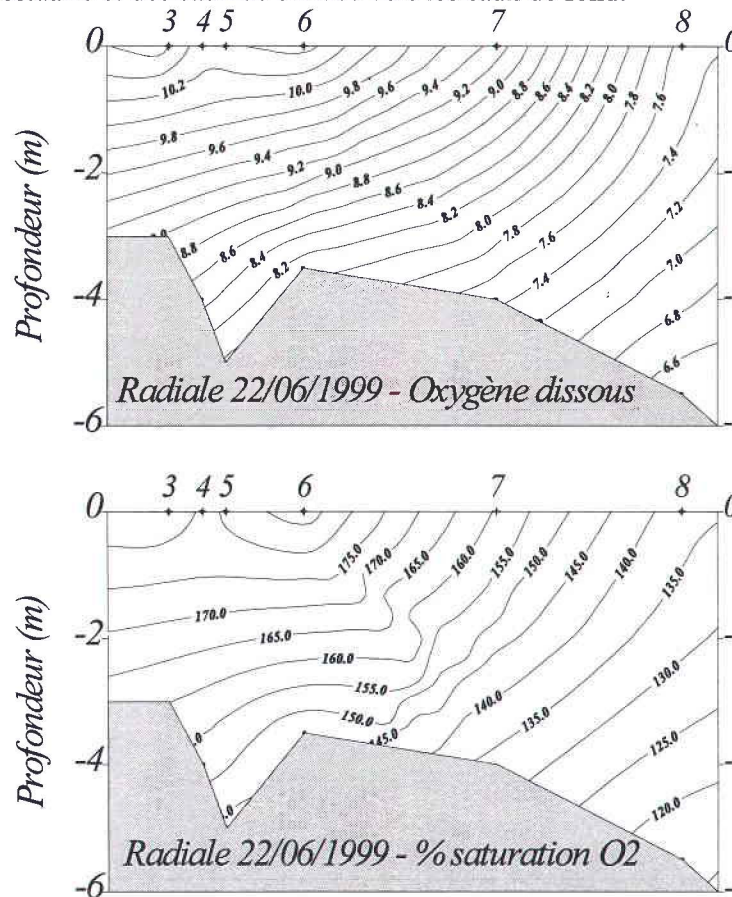 3 4 5 6 7 8
0 0
10.2 10.0 9.8 9.6 9.4 9.2 9.0 8.8 8.6 8.4 8.2 8.0 7.8 7.6
9.8 9.6 9.4 9.2 9.0 8.8 8.6 8.4 8.2 8.0 7.8 7.6 7.4
7.4 7.2 7.0 6.8 6.6
8.8 8.6 8.4 8.2
Profondeur (m)
-2
-4
Radiale 22/06/1999 - Oxygène dissous
-6
3 4 5 6 7 8
0
175.0 170.0 165.0 160.0 155.0 150.0 145.0 140.0 135.0
170.0 165.0 160.0 155.0 150.0 145.0
140.0 135.0 130.0 125.0 120.0
Profondeur (m)
-2
-4
Radiale 22/06/1999 - % saturation O2
-6